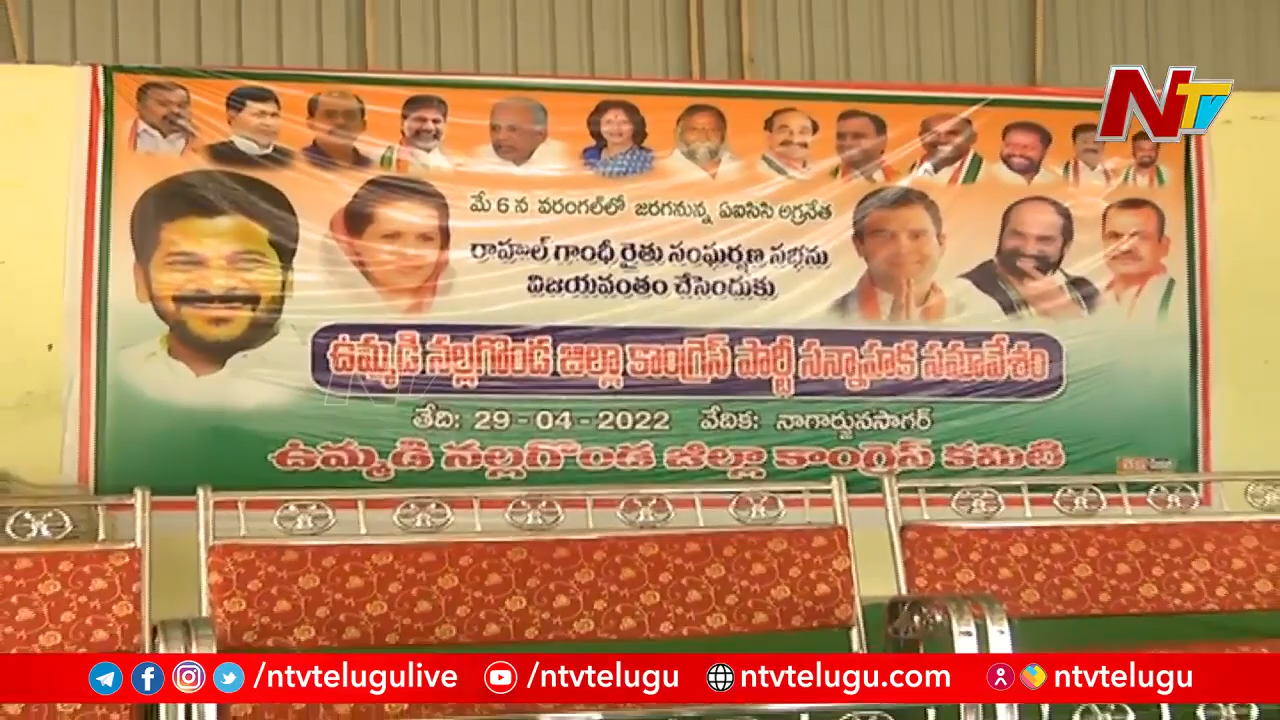 NTV
మే 6 న వరంగల్‌లో జరగనున్న ఏఐసిసి అగ్రనేత
రాహుల్ గాంధీ రైతు సంఘర్షణ సభను
విజయవంతం చేసెందుకు
ఉమ్మడి నల్లగొండ జిల్లా కాంగ్రెస్ పార్టీ సన్నాహక సమావేశం
తేది: 29-04-2022 వేదిక: నాగార్జునసాగర్
ఉమ్మడి నల్లగొండ జిల్లా కాంగ్రెస్ కమిటీ
/ntvtelugulive /ntvtelugu ntvtelugu.com ntvtelugu